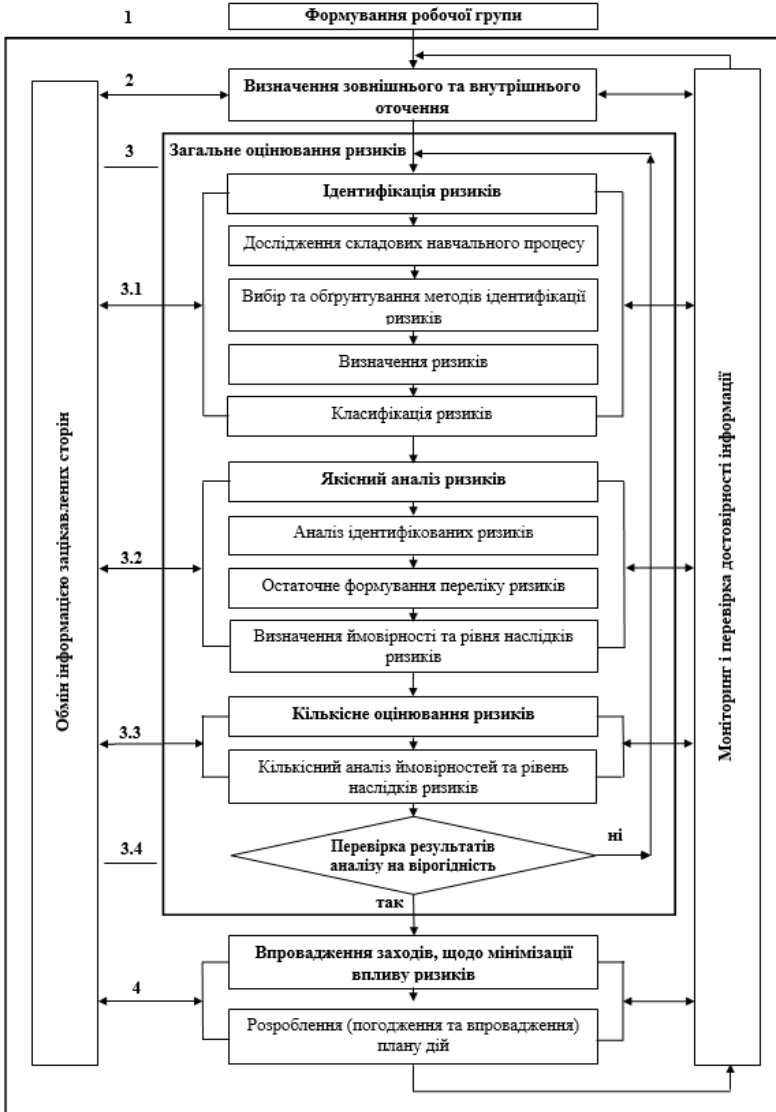 1
Формування робочої групи
2
Визначення зовнішнього та внутрішнього
оточення
3
Загальне оцінювання ризиків
Ідентифікація ризиків
Дослідження складових навчального процесу
3.1
Вибір та обґрунтування методів ідентифікації
ризиків
Визначення ризиків
Класифікація ризиків
Якісний аналіз ризиків
Аналіз ідентифікованих ризиків
3.2
Остаточне формування переліку ризиків
Визначення ймовірності та рівня наслідків
ризиків
Кількісне оцінювання ризиків
3.3
Кількісний аналіз ймовірностей та рівень
наслідків ризиків
3.4
Перевірка результатів
аналізу на вірогідність
ні
так
Впровадження заходів, щодо мінімізації
впливу ризиків
4
Розроблення (погодження та впровадження)
плану дій
Обмін інформацією зацікавлених сторін
Моніторинг і перевірка достовірності інформації